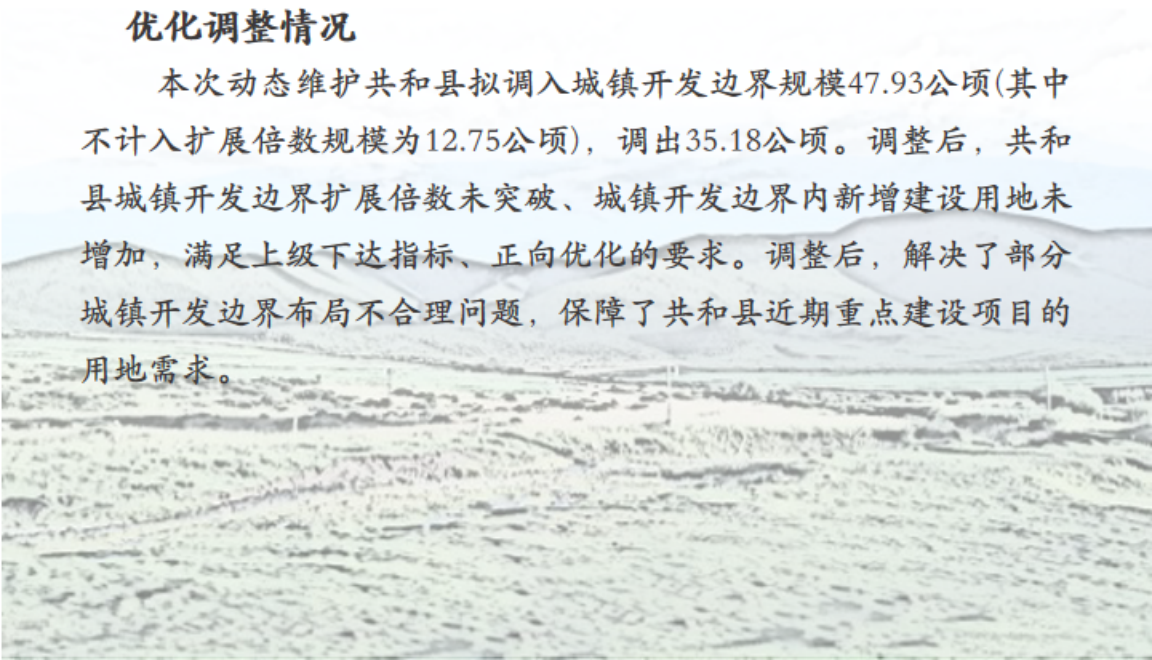 优化调整情况
本次动态维护共和县拟调入城镇开发边界规模47.93公顷(其中
不计入扩展倍数规模为12.75公顷)，调出35.18公顷。调整后，共和
县城镇开发边界扩展倍数未突破、城镇开发边界内新增建设用地未
增加，满足上级下达指标、正向优化的要求。调整后，解决了部分
城镇开发边界布局不合理问题，保障了共和县近期重点建设项目的
用地需求。